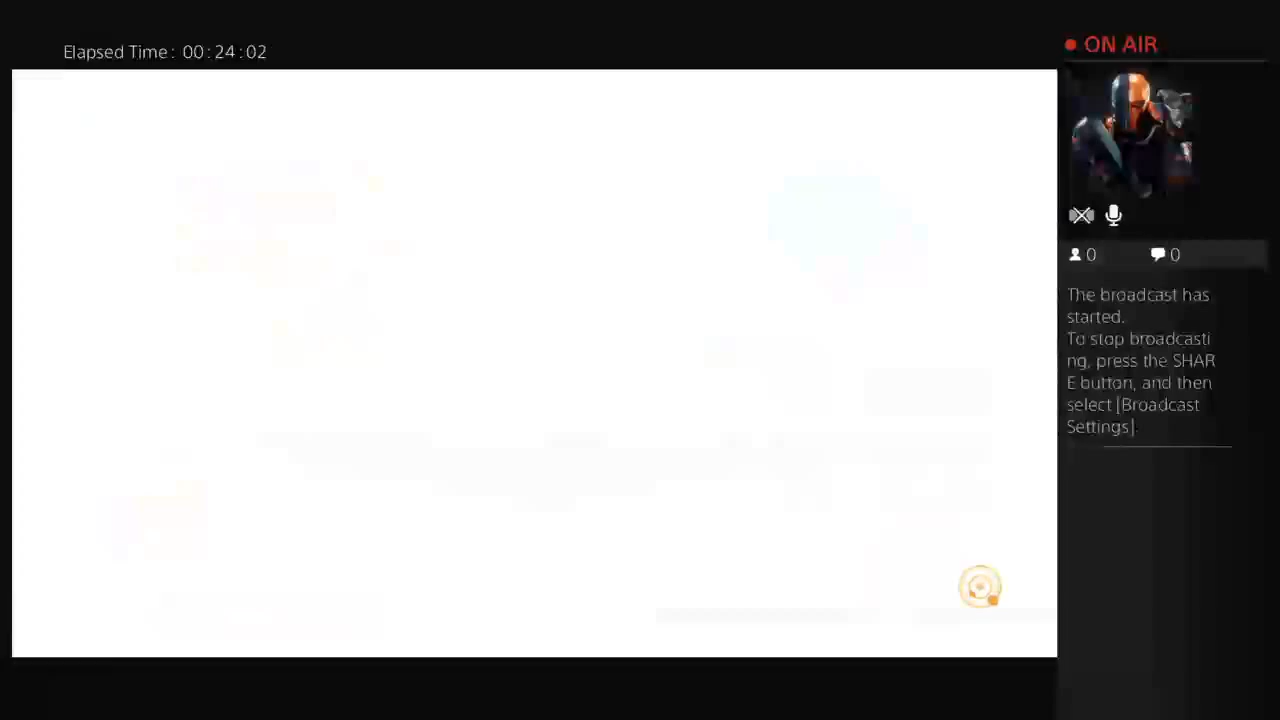 Elapsed Time: 00:24:02
ON AIR
0
0
The broadcast has
started.
To stop broadcasti
ng, press the SHAR
E button, and then
select [Broadcast
Settings].